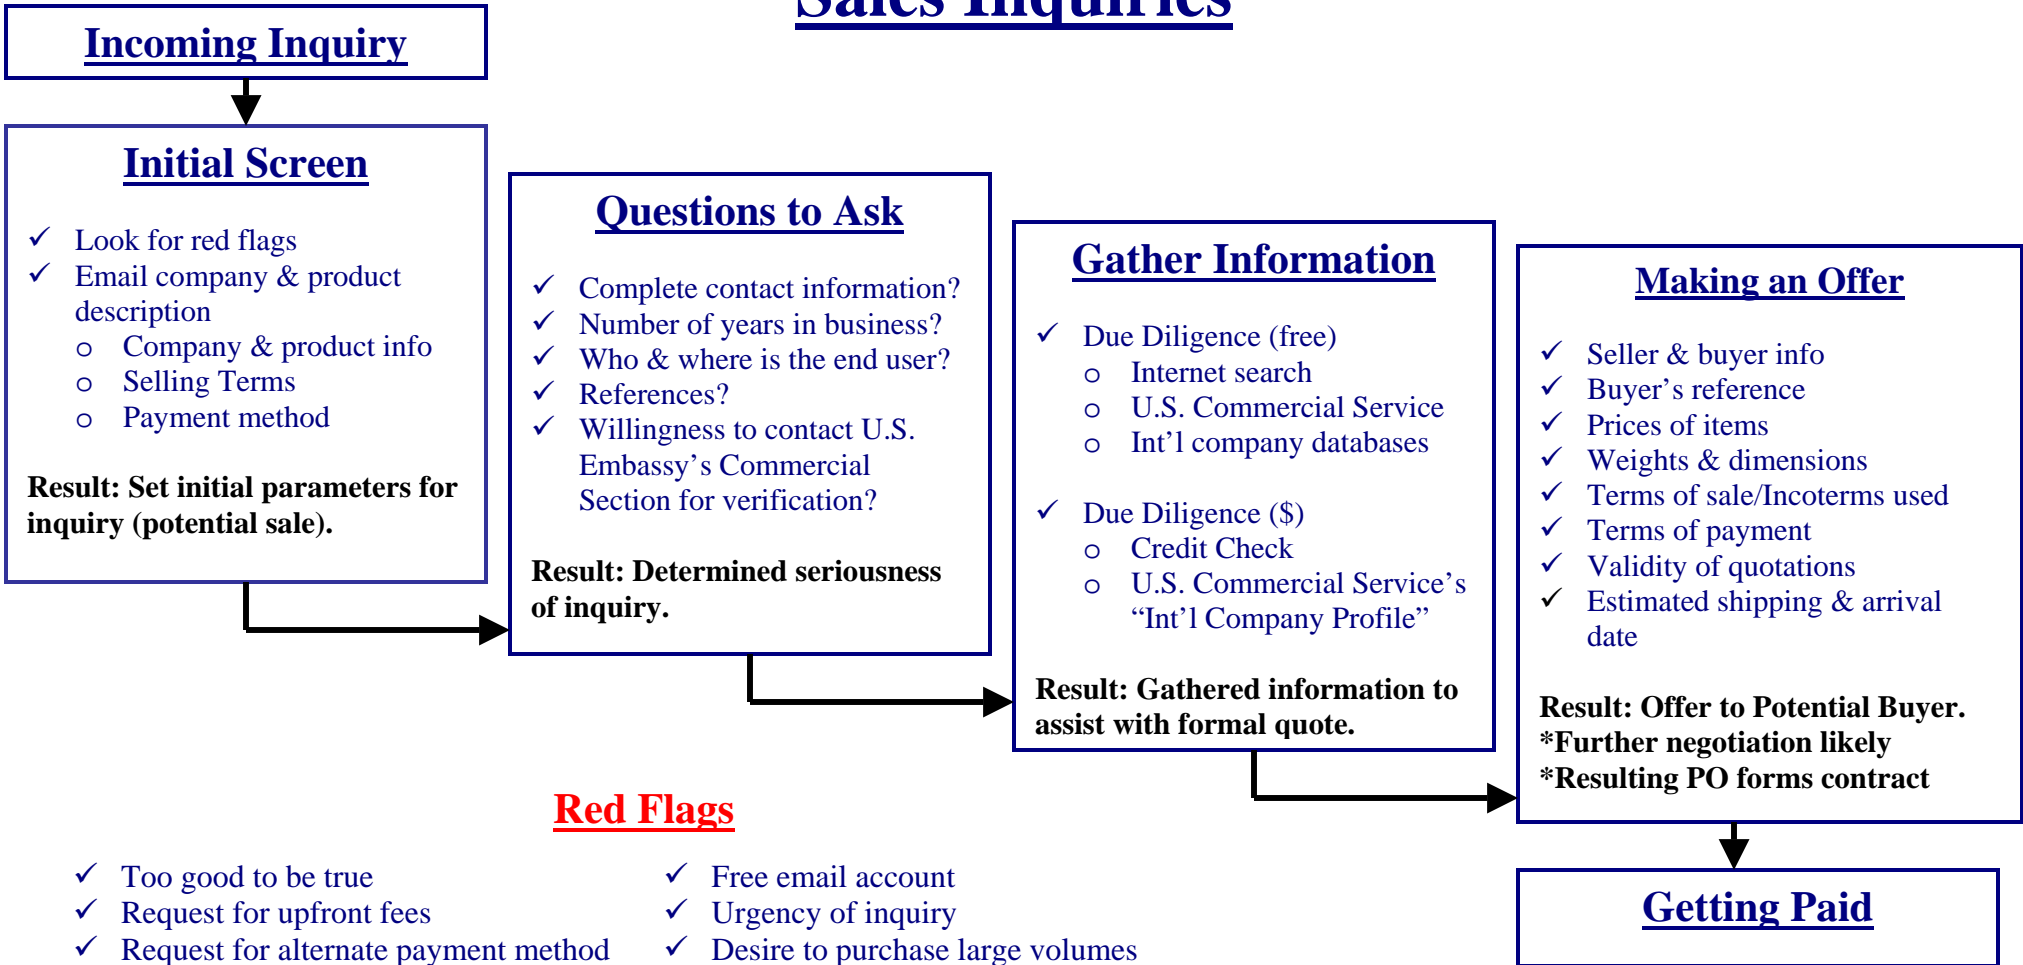 Sales Inquiries
Incoming Inquiry
Initial Screen
✓ Look for red flags
✓ Email company & product
description
o Company & product info
o Selling Terms
o Payment method
Result: Set initial parameters for
inquiry (potential sale).
Questions to Ask
✓ Complete contact information?
✓ Number of years in business?
✓ Who & where is the end user?
✓ References?
✓ Willingness to contact U.S.
Embassy’s Commercial
Section for verification?
Result: Determined seriousness
of inquiry.
Gather Information
✓ Due Diligence (free)
o Internet search
o U.S. Commercial Service
o Int’l company databases
✓ Due Diligence ($)
o Credit Check
o U.S. Commercial Service’s
“Int’l Company Profile”
Result: Gathered information to
assist with formal quote.
Making an Offer
✓ Seller & buyer info
✓ Buyer’s reference
✓ Prices of items
✓ Weights & dimensions
✓ Terms of sale/Incoterms used
✓ Terms of payment
✓ Validity of quotations
✓ Estimated shipping & arrival
date
Result: Offer to Potential Buyer.
*Further negotiation likely
*Resulting PO forms contract
Getting Paid
Red Flags
✓ Too good to be true
✓ Request for upfront fees
✓ Request for alternate payment method
✓ Free email account
✓ Urgency of inquiry
✓ Desire to purchase large volumes